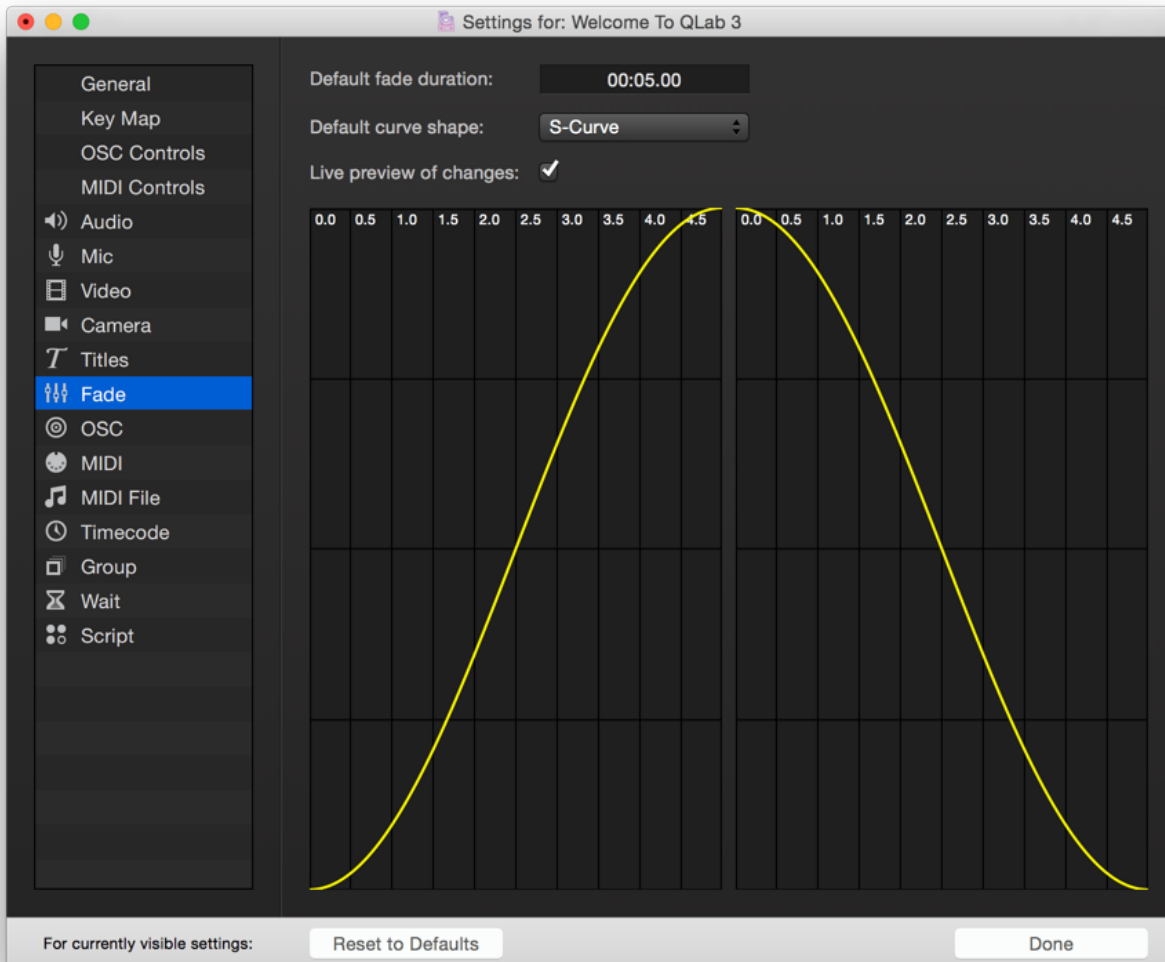 Settings for: Welcome To QLab 3
General
Key Map
OSC Controls
MIDI Controls
Audio
Mic
Video
Camera
Titles
Fade
OSC
MIDI
MIDI File
Timecode
Group
Wait
Script
Default fade duration: 00:05.00
Default curve shape: S-Curve
Live preview of changes:
0.0 0.5 1.0 1.5 2.0 2.5 3.0 3.5 4.0 4.5 0.0 0.5 1.0 1.5 2.0 2.5 3.0 3.5 4.0 4.5
For currently visible settings: Reset to Defaults Done